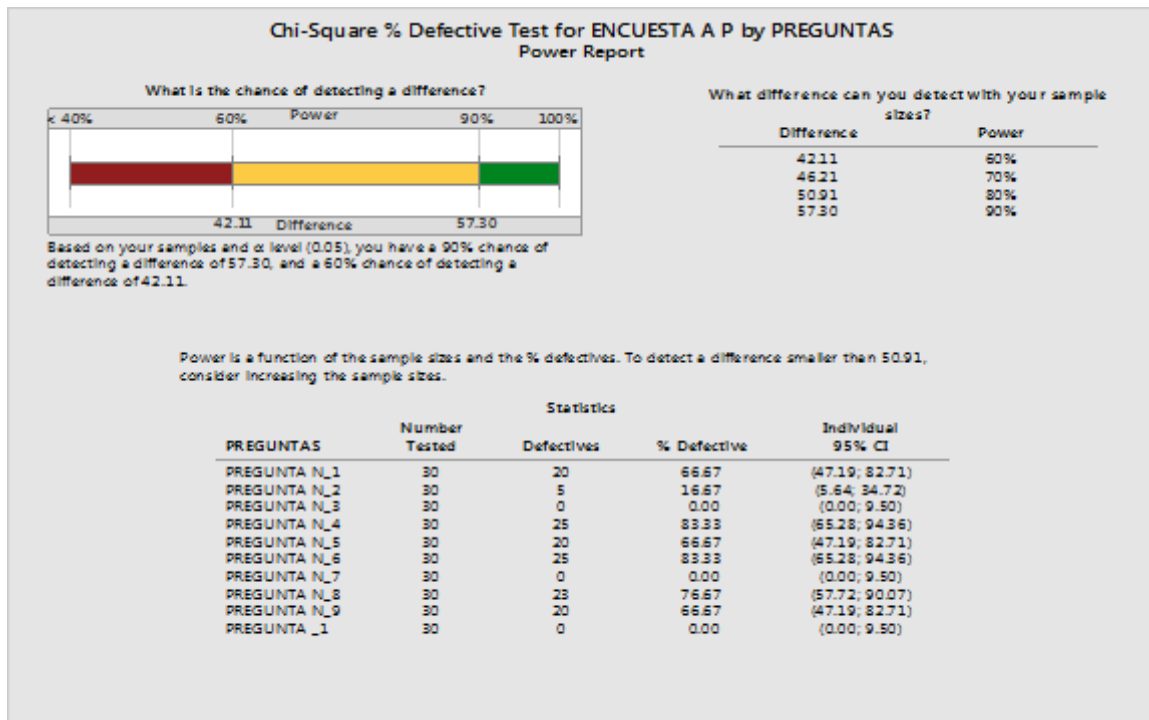 Chi-Square % Defective Test for ENCUESTA A P by PREGUNTAS
Power Report
What is the chance of detecting a difference?
< 40% 60% Power 90% 100%
42.11 Difference 57.30
Based on your samples and α level (0.05), you have a 90% chance of
detecting a difference of 57.30, and a 60% chance of detecting a
difference of 42.11.
What difference can you detect with your sample
sizes?
Difference Power
42.11 60%
46.21 70%
50.91 80%
57.30 90%
Power is a function of the sample sizes and the % defectives. To detect a difference smaller than 50.91,
consider increasing the sample sizes.
Statistics
Number Individual
PREGUNTAS Tested Defectives % Defective 95% CI
PREGUNTA N_1 30 20 66.67 (47.19; 82.71)
PREGUNTA N_2 30 5 16.67 (5.64; 34.72)
PREGUNTA N_3 30 0 0.00 (0.00; 9.50)
PREGUNTA N_4 30 25 83.33 (65.28; 94.36)
PREGUNTA N_5 30 20 66.67 (47.19; 82.71)
PREGUNTA N_6 30 25 83.33 (65.28; 94.36)
PREGUNTA N_7 30 0 0.00 (0.00; 9.50)
PREGUNTA N_8 30 23 76.67 (57.72; 90.07)
PREGUNTA N_9 30 20 66.67 (47.19; 82.71)
PREGUNTA _1 30 0 0.00 (0.00; 9.50)